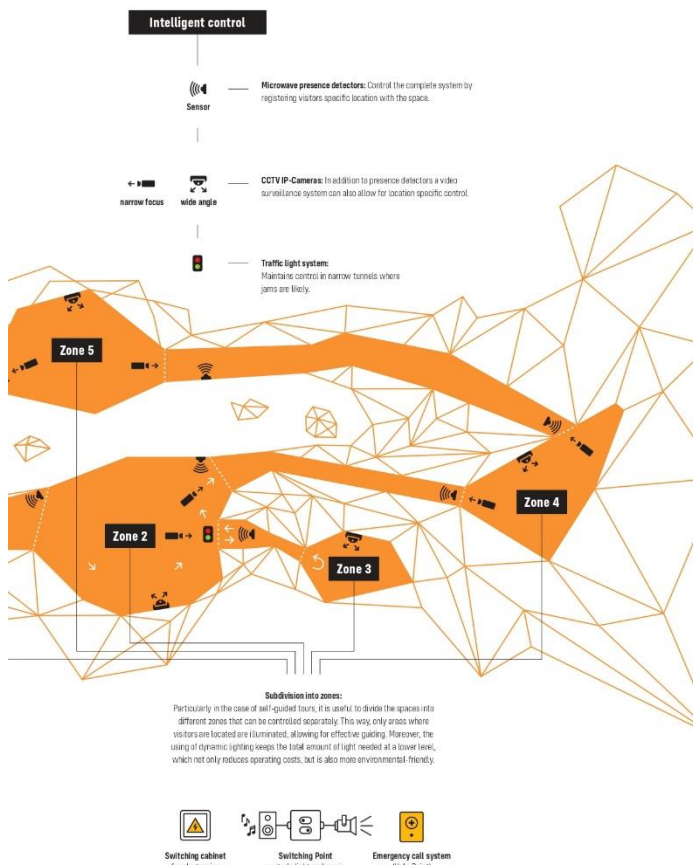 Intelligent control
Sensor
Microwave presence detectors: Control the complete system by
registering visitors specific location with the space.
narrow focus
wide angle
CCTV IP-Cameras: In addition to presence detectors a video
surveillance system can also allow for location specific control.
Traffic light system:
Maintains control in narrow tunnels where
jams are likely.
Zone 5
Zone 4
Zone 2
Zone 3
Subdivision into zones:
Particularly in the case of self-guided tours, it is useful to divide the spaces into
different zones that can be controlled separately. This way, only areas where
visitors are located are illuminated, allowing for effective guiding. Moreover, the
using of dynamic lighting keeps the total amount of light needed at a lower level,
which not only reduces operating costs, but is also more environmental-friendly.
Switching cabinet
Switching Point
Emergency call system